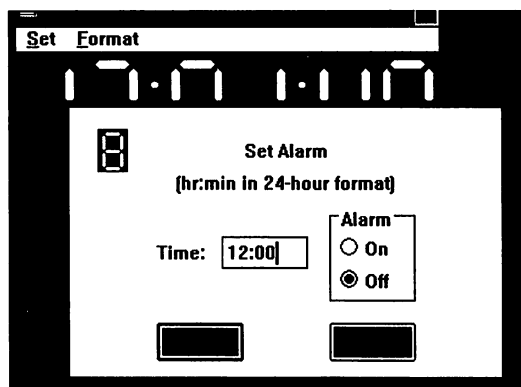 Set Format
Set Alarm
(hr:min in 24-hour format)
Alarm
Time: 12:00
On
Off